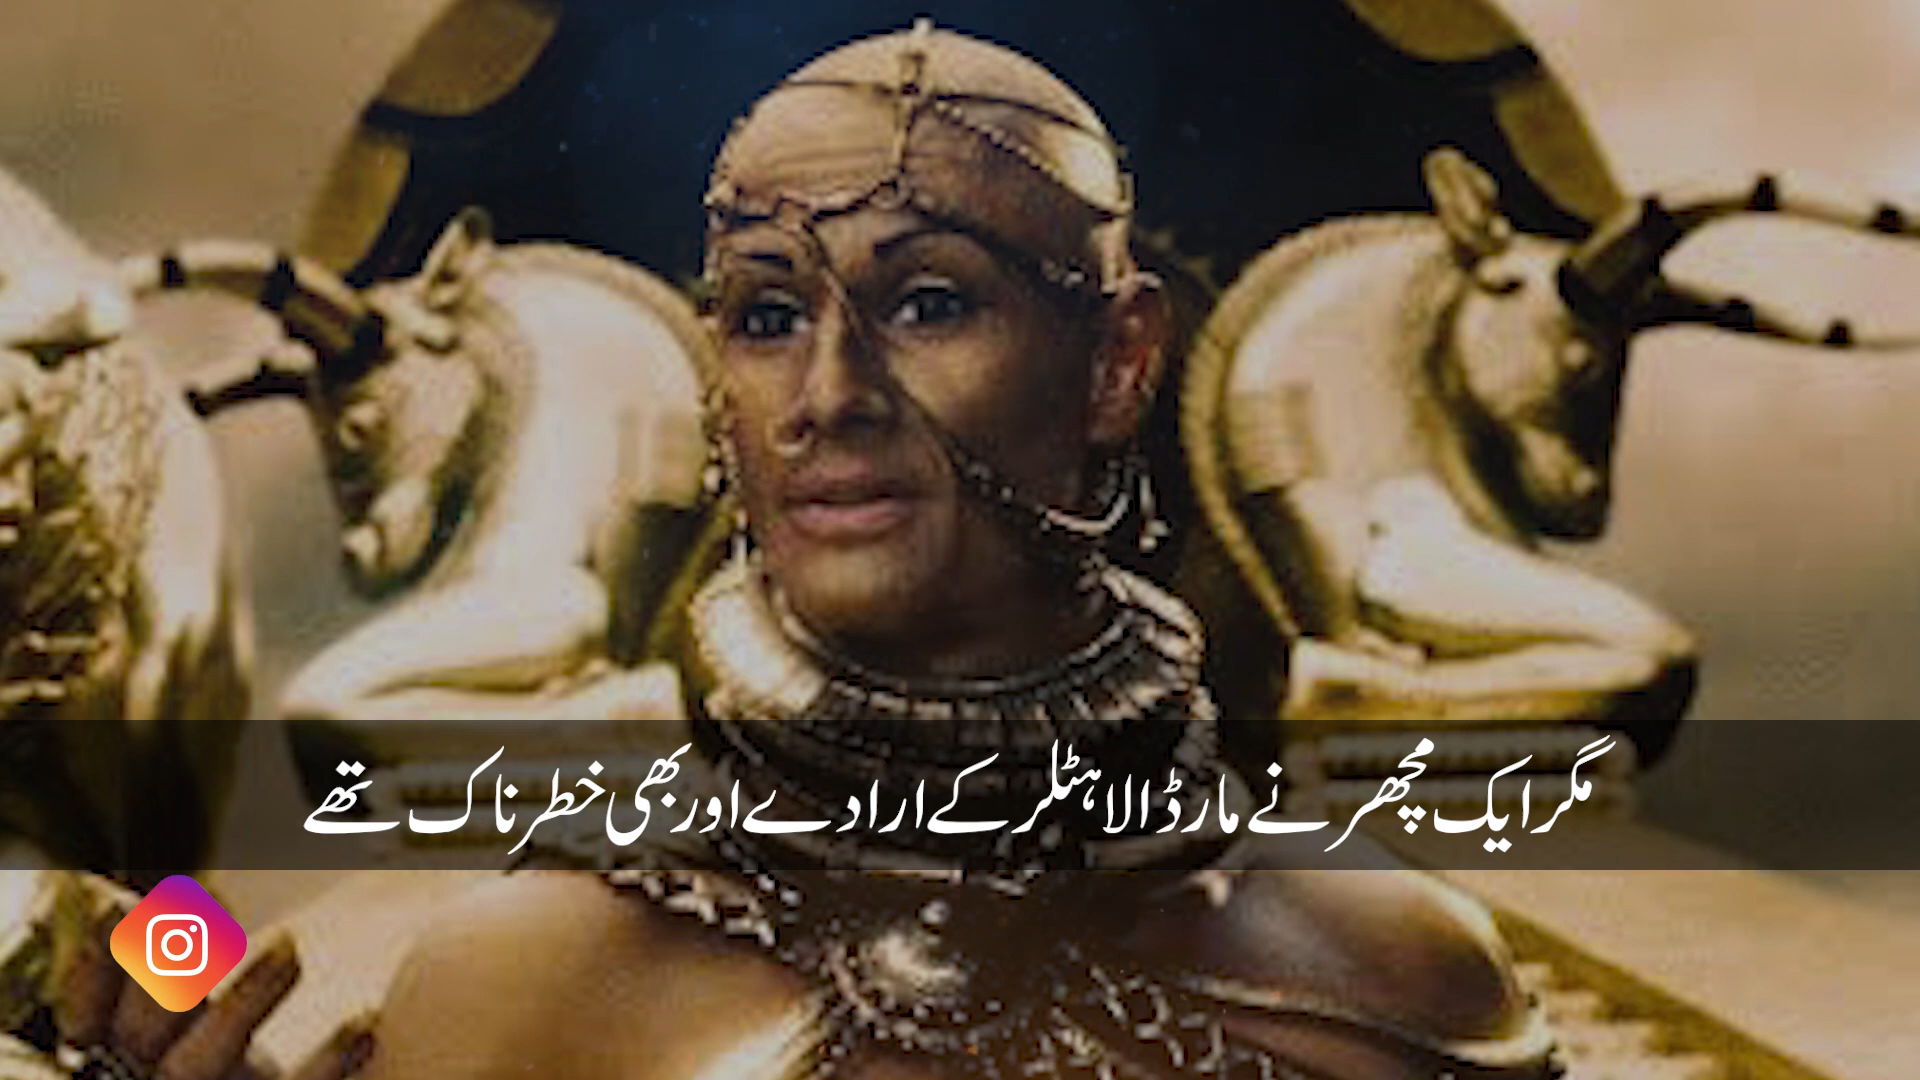 مگر ایک مچھر نے مار ڈالا ہٹلر کے ارادے اور بھی خطرناک تھے